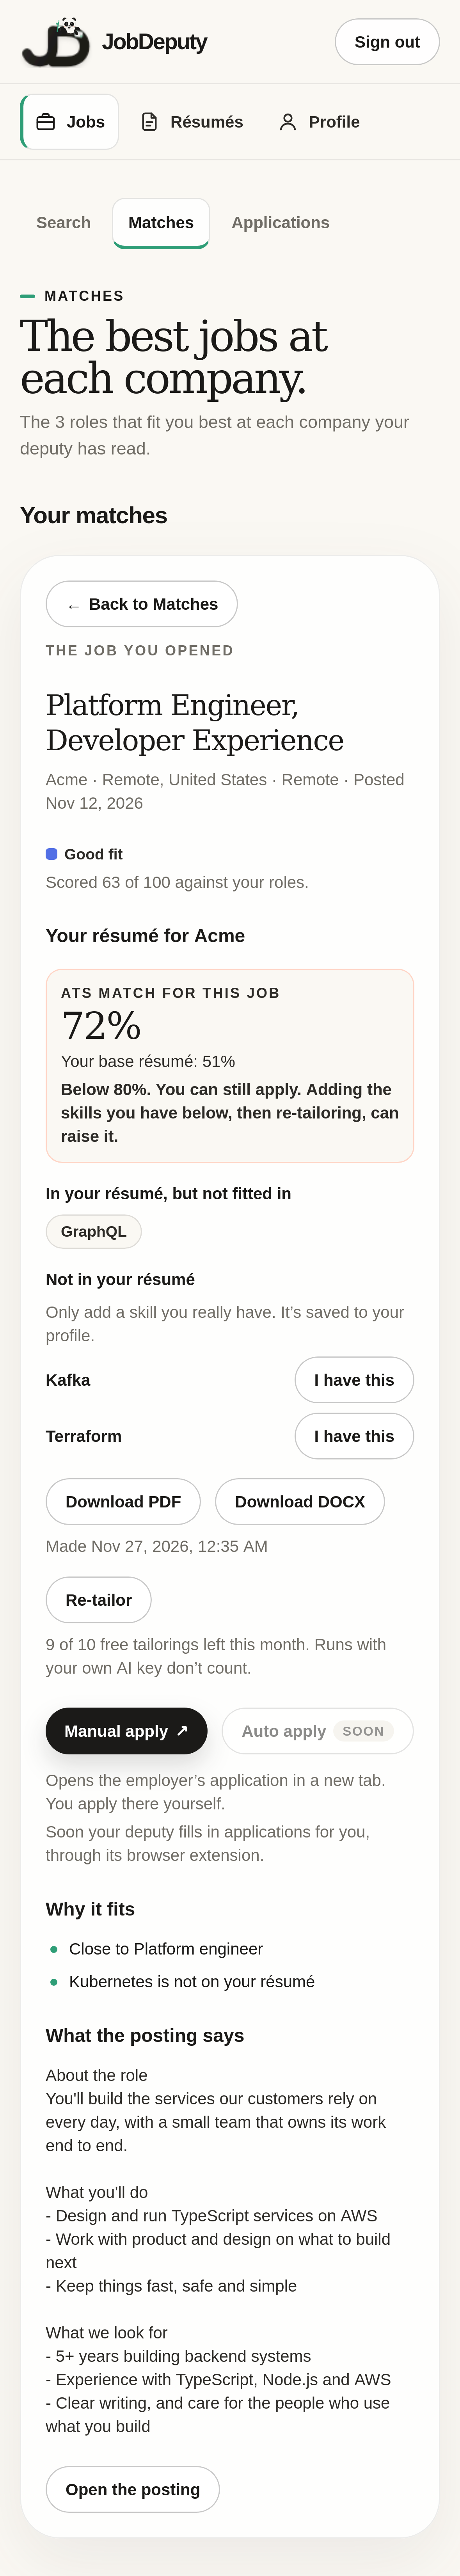 JD
JobDeputy
Sign out
Jobs
Résumés
Profile
Search
Matches
Applications
MATCHES
The best jobs at
each company.
The 3 roles that fit you best at each company your
deputy has read.
Your matches
← Back to Matches
THE JOB YOU OPENED
Platform Engineer,
Developer Experience
Acme · Remote, United States · Remote · Posted
Nov 12, 2026
Good fit
Scored 63 of 100 against your roles.
Your résumé for Acme
ATS MATCH FOR THIS JOB
72%
Your base résumé: 51%
Below 80%. You can still apply. Adding the
skills you have below, then re-tailoring, can
raise it.
In your résumé, but not fitted in
GraphQL
Not in your résumé
Only add a skill you really have. It’s saved to your
profile.
Kafka
I have this
Terraform
I have this
Download PDF
Download DOCX
Made Nov 27, 2026, 12:35 AM
Re-tailor
9 of 10 free tailorings left this month. Runs with
your own AI key don’t count.
Manual apply ↗
Auto apply SOON
Opens the employer’s application in a new tab.
You apply there yourself.
Soon your deputy fills in applications for you,
through its browser extension.
Why it fits
Close to Platform engineer
Kubernetes is not on your résumé
What the posting says
About the role
You'll build the services our customers rely on
every day, with a small team that owns its work
end to end.
What you'll do
- Design and run TypeScript services on AWS
- Work with product and design on what to build
next
- Keep things fast, safe and simple
What we look for
- 5+ years building backend systems
- Experience with TypeScript, Node.js and AWS
- Clear writing, and care for the people who use
what you build
Open the posting